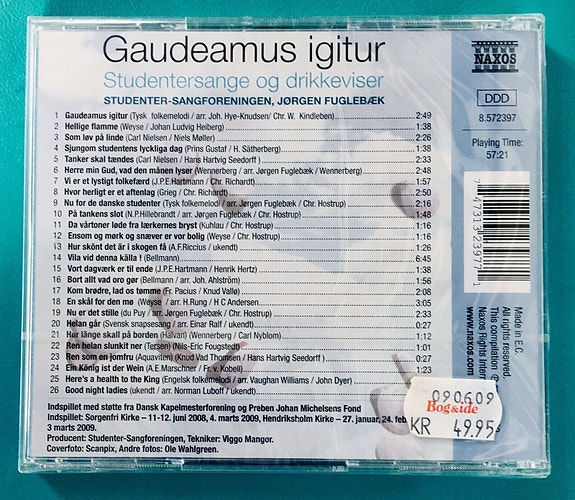 Gaudeamus igitur
Studentersange og drikkeviser
STUDENTER-SANGFORENINGEN, JØRGEN FUGLEBÆK
NAXOS
DDD
8.572397
Playing Time:
57:21
1 Gaudeamus igitur (Tysk folkemelodi / arr. Joh. Hye-Knudsen/ Chr. W. Kindleben) 2:49
2 Hellige flamme (Weyse / Johan Ludvig Heiberg) 1:38
3 Som løv på linde (Carl Nielsen / Niels Møller) 2:26
4 Sjungom studentens lyckliga dag (Prins Gustaf / H. Sätherberg) 1:38
5 Tanker skal tændes (Carl Nielsen / Hans Hartvig Seedorff ) 2:33
6 Herre min Gud, vad den månen lyser (Wennerberg / arr. Jørgen Fuglebæk / Wennerberg) 2:48
7 Vi er et lystigt folkefærd (J.P.E.Hartmann / Chr. Richardt) 1:57
8 Hvor herligt er et aftenlag (Grieg / Chr. Richardt) 2:50
9 Nu for de danske studenter (Tysk folkemelodi / arr. Jørgen Fuglebæk / Chr. Hostrup) 2:16
10 På tankens slot (N.P.Hillebrandt / arr. Jørgen Fuglebæk / Chr. Hostrup) 1:48
11 Da vårtoner løde fra lærkernes bryst (Kuhlau / Chr. Hostrup) 1:16
12 Ensom og mørk og snæver er vor bolig (Weyse / Chr. Hostrup) 1:16
13 Hur skönt det är i skogen få (A.F.Riccius / ukendt) 1:26
14 Vila vid denna källa ! (Bellmann) 6:45
15 Vort dagværk er til ende (J.P.E.Hartmann / Henrik Hertz) 1:38
16 Bort allt vad oro gør (Bellmann / arr. Joh. Ahlström) 1:56
17 Kom brødre, lad os tømme (Fr. Pacius / Knud Vallø) 2:08
18 En skål for den mø (Weyse / arr. H.Rung / H C Andersen) 3:05
19 Nu er det stille (du Puy / arr. Jørgen Fuglebæk / Chr. Hostrup) 2:33
20 Helan går (Svensk snapsesang / arr. Einar Ralf / ukendt) 0:27
21 Hur länge skall på borden (Halvan) (Wennerberg / Carl Nyblom) 1:12
22 Ren helan slunkit ner (Tersen) (Nils-Eric Fougstedt) 1:01
23 Ren som en jomfru (Aquaviten) (Knud Vad Thomsen / Hans Hartvig Seedorff ) 0:27
24 Ein König ist der Wein (A.E.Marschner / Fr. v Kobell) 1:23
25 Here's a health to the King (Engelsk folkemelodi / arr. Vaughan Williams / John Dyer)
26 Good night ladies (ukendt / arr. Norman Luboff / ukendt)
Indspillet med støtte fra Dansk Kapelmesterforening og Preben Johan Michelsens Fond
Indspillet: Sorgenfri Kirke – 11-12. juni 2008, 4. marts 2009, Hendriksholm Kirke – 27. januar, 24. feb
3 marts 2009.
Producent: Studenter-Sangforeningen, Tekniker: Viggo Mangor.
Coverfoto: Scanpix, Andre fotos: Ole Wahlgreen.
7 47313 23977 1
Made in E.C.
All rights reserved
This compilation
Naxos Rights Inter
www.naxos.
090609
Bog&ide
KR 49.95